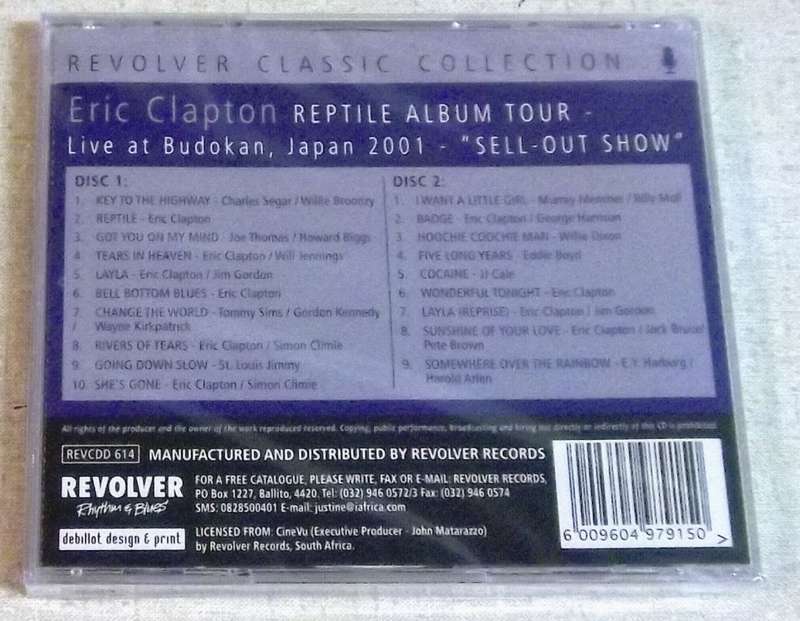 REVOLVER CLASSIC COLLECTION
Eric Clapton REPTILE ALBUM TOUR -
Live at Budokan, Japan 2001 - "SELL-OUT SHOW"
DISC 1:
1. KEY TO THE HIGHWAY - Charles Segar / Willie Broonzy
2. REPTILE - Eric Clapton
3. GOT YOU ON MY MIND - Joe Thomas / Howard Biggs
4. TEARS IN HEAVEN - Eric Clapton / Will Jennings
5. LAYLA - Eric Clapton / Jim Gordon
6. BELL BOTTOM BLUES - Eric Clapton
7. CHANGE THE WORLD - Tommy Sims / Gordon Kennedy
/ Wayne Kirkpatrick
8. RIVERS OF TEARS - Eric Clapton / Simon Climie
9. GOING DOWN SLOW - St. Louis Jimmy
10. SHE'S GONE - Eric Clapton / Simon Climie
DISC 2:
1. I WANT A LITTLE GIRL - Murray Mencher / Billy Moll
2. BADGE - Eric Clapton / George Harrison
3. HOOCHIE COOCHIE MAN - Willie Dixon
4. FIVE LONG YEARS - Eddie Boyd
5. COCAINE - JJ Cale
6. WONDERFUL TONIGHT - Eric Clapton
7. LAYLA (REPRISE) - Eric Clapton / Jim Gordon
8. SUNSHINE OF YOUR LOVE - Eric Clapton / Jack Bruce/
Pete Brown
9. SOMEWHERE OVER THE RAINBOW - E.Y. Harburg /
Harold Arlen
All rights of the producer and the owner of the work reproduced reserved. Copying, public performance, Broadcasting and hiring out directly or indirectly of this CD is prohibited.
REVCDD 614 MANUFACTURED AND DISTRIBUTED BY REVOLVER RECORDS
REVOLVER
Rhythm & Blues
debillot design & print
FOR A FREE CATALOGUE, PLEASE WRITE, FAX OR E-MAIL: REVOLVER RECORDS,
PO Box 1227, Ballito, 4420. Tel: (032) 946 0572/3 Fax: (032) 946 0574
SMS: 0828500401 E-mail: justine@iafrica.com
LICENSED FROM: CineVu (Executive Producer - John Matarazzo)
by Revolver Records, South Africa.
6 009604 979150 >